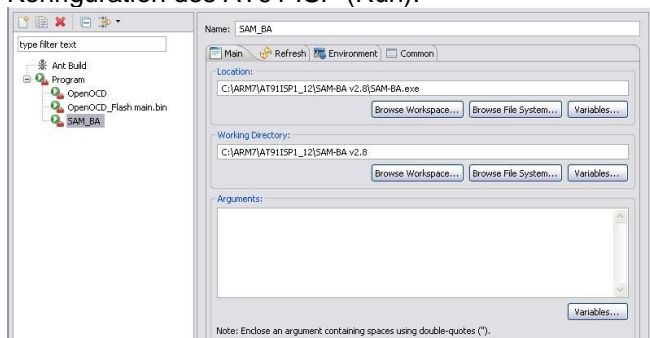 Konfiguration des AT91 ISP (Run):
Name: SAM_BA
type filter text
Main Refresh Environment Common
Ant Build
Program
OpenOCD
OpenOCD_Flash main.bin
SAM_BA
Location:
C:\ARM7\AT91ISP1_12\SAM-BA v2.8\SAM-BA.exe
Browse Workspace... Browse File System... Variables...
Working Directory:
C:\ARM7\AT91ISP1_12\SAM-BA v2.8
Browse Workspace... Browse File System... Variables...
Arguments:
Variables...
Note: Enclose an argument containing spaces using double-quotes (").